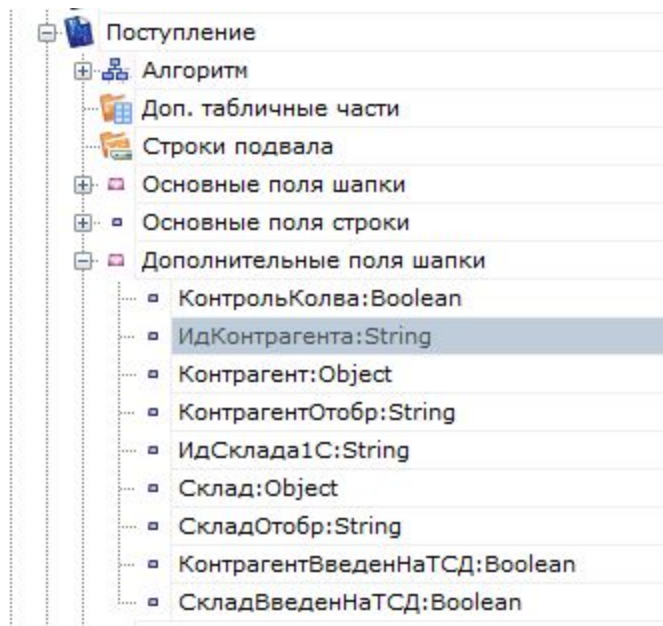 Поступление
Алгоритм
Доп. табличные части
Строки подвала
Основные поля шапки
Основные поля строки
Дополнительные поля шапки
КонтрольКолва:Boolean
ИдКонтрагента:String
Контрагент:Object
КонтрагентОтобр:String
ИдСклада1С:String
Склад:Object
СкладОтобр:String
КонтрагентВведенНаТСД:Boolean
СкладВведенНаТСД:Boolean